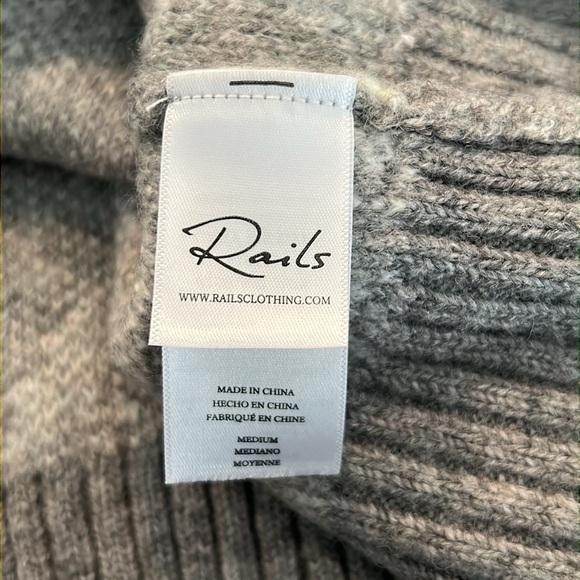 Rails
WWW.RAILSCLOTHING.COM
MADE IN CHINA
HECHO EN CHINA
FABRIQUÉ EN CHINE
MEDIUM
MEDIANO
MOYENNE